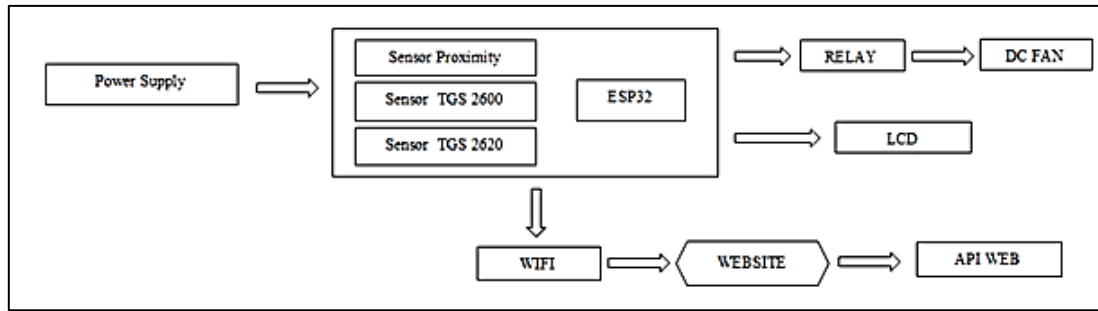 Power Supply
Sensor Proximity
Sensor TGS 2600
Sensor TGS 2620
ESP32
RELAY
DC FAN
LCD
WIFI
WEBSITE
API WEB